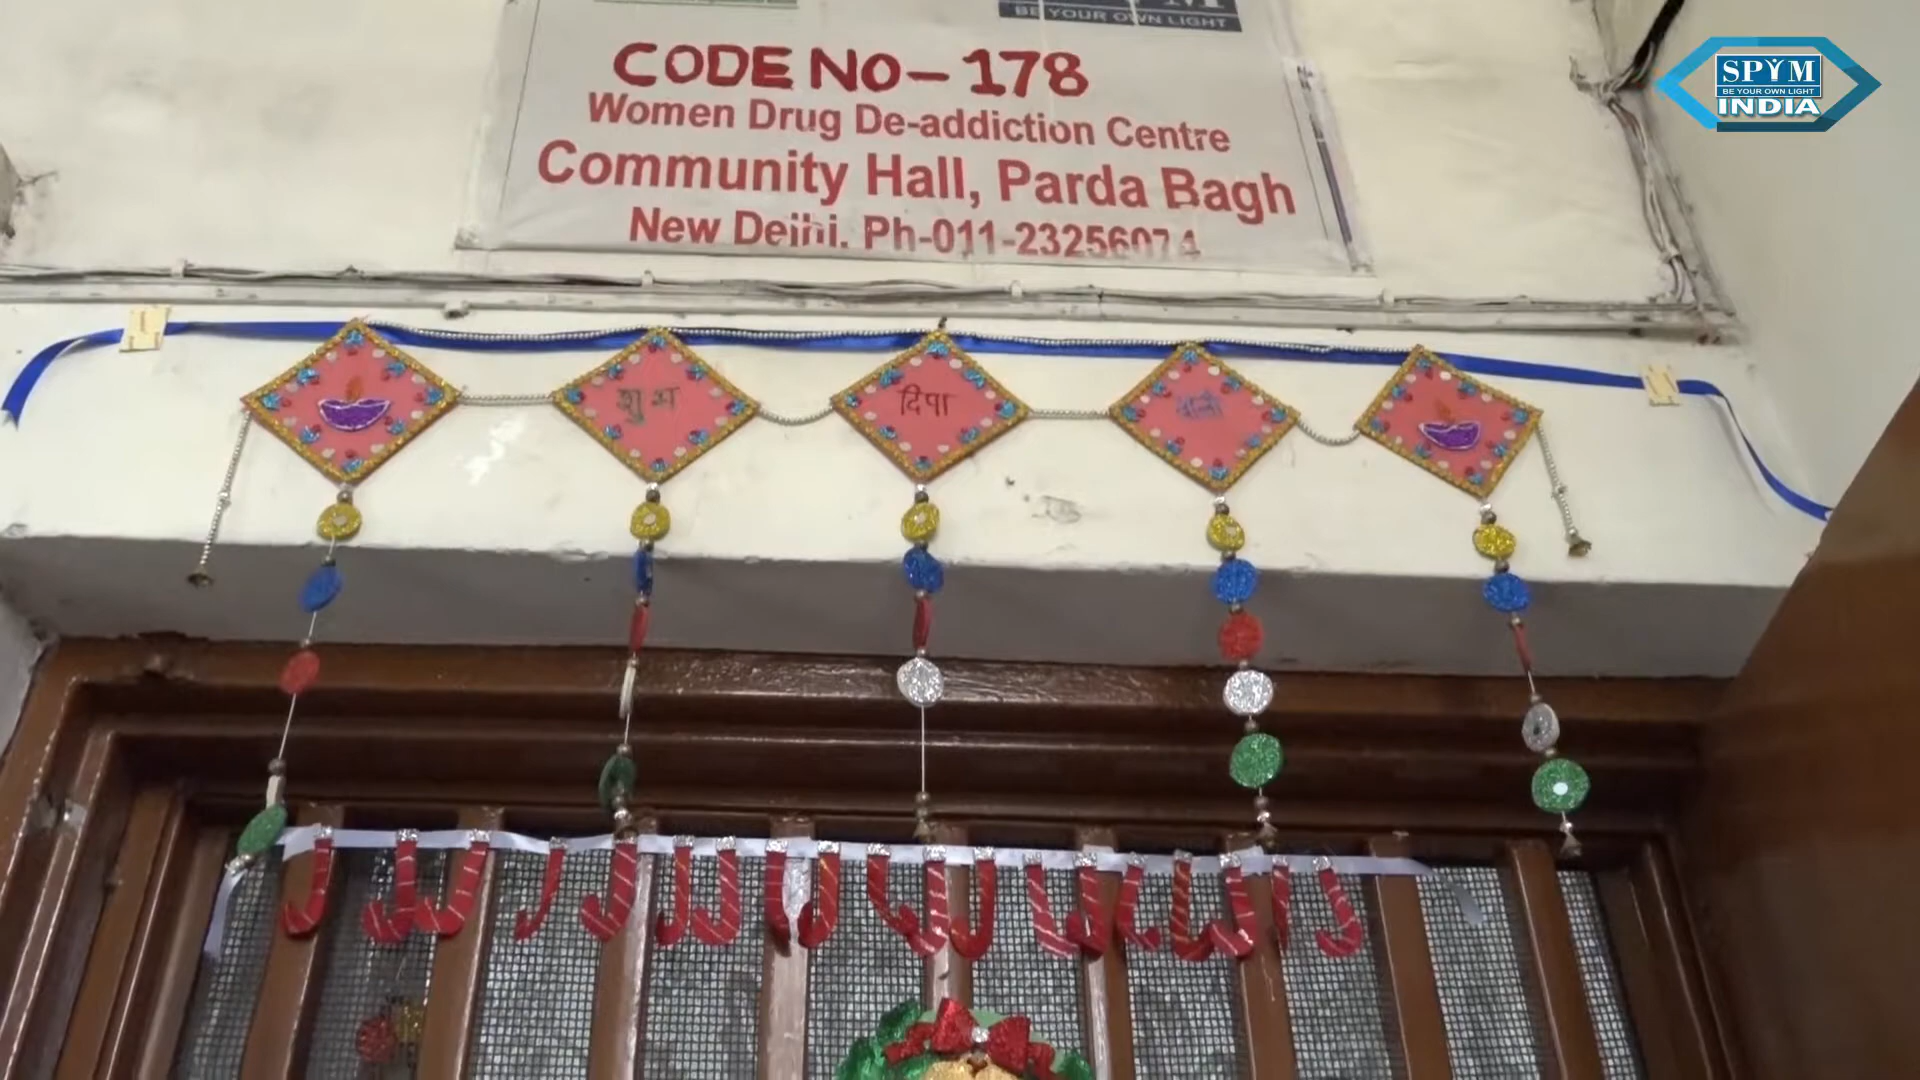 BE YOUR OWN LIGHT
CODE NO-178
Women Drug De-addiction Centre
Community Hall, Parda Bagh
New Delhi. Ph-011-23256074
SPYM
BE YOUR OWN LIGHT
INDIA
शुभ
दिपा
वली